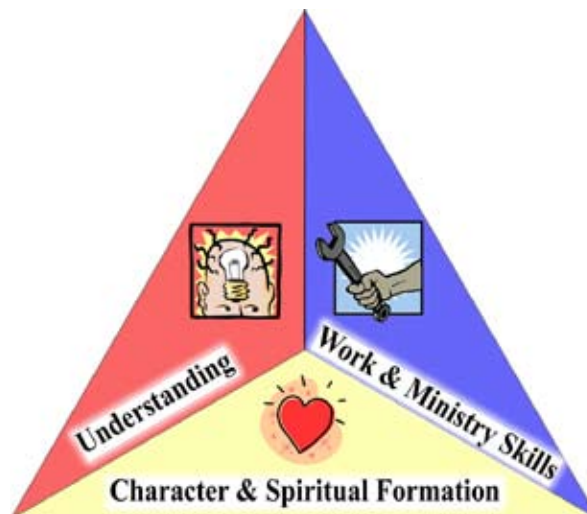 Understanding
Work & Ministry Skills
Character & Spiritual Formation